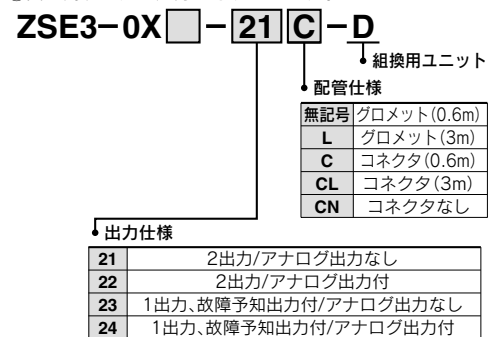 ZSE3-0X□-21C-D
組換用ユニット
配管仕様
無記号 グロメット(0.6m)
L グロメット(3m)
C コネクタ(0.6m)
CL コネクタ(3m)
CN コネクタなし
出力仕様
21 2出力/アナログ出力なし
22 2出力/アナログ出力付
23 1出力、故障予知出力付/アナログ出力なし
24 1出力、故障予知出力付/アナログ出力付